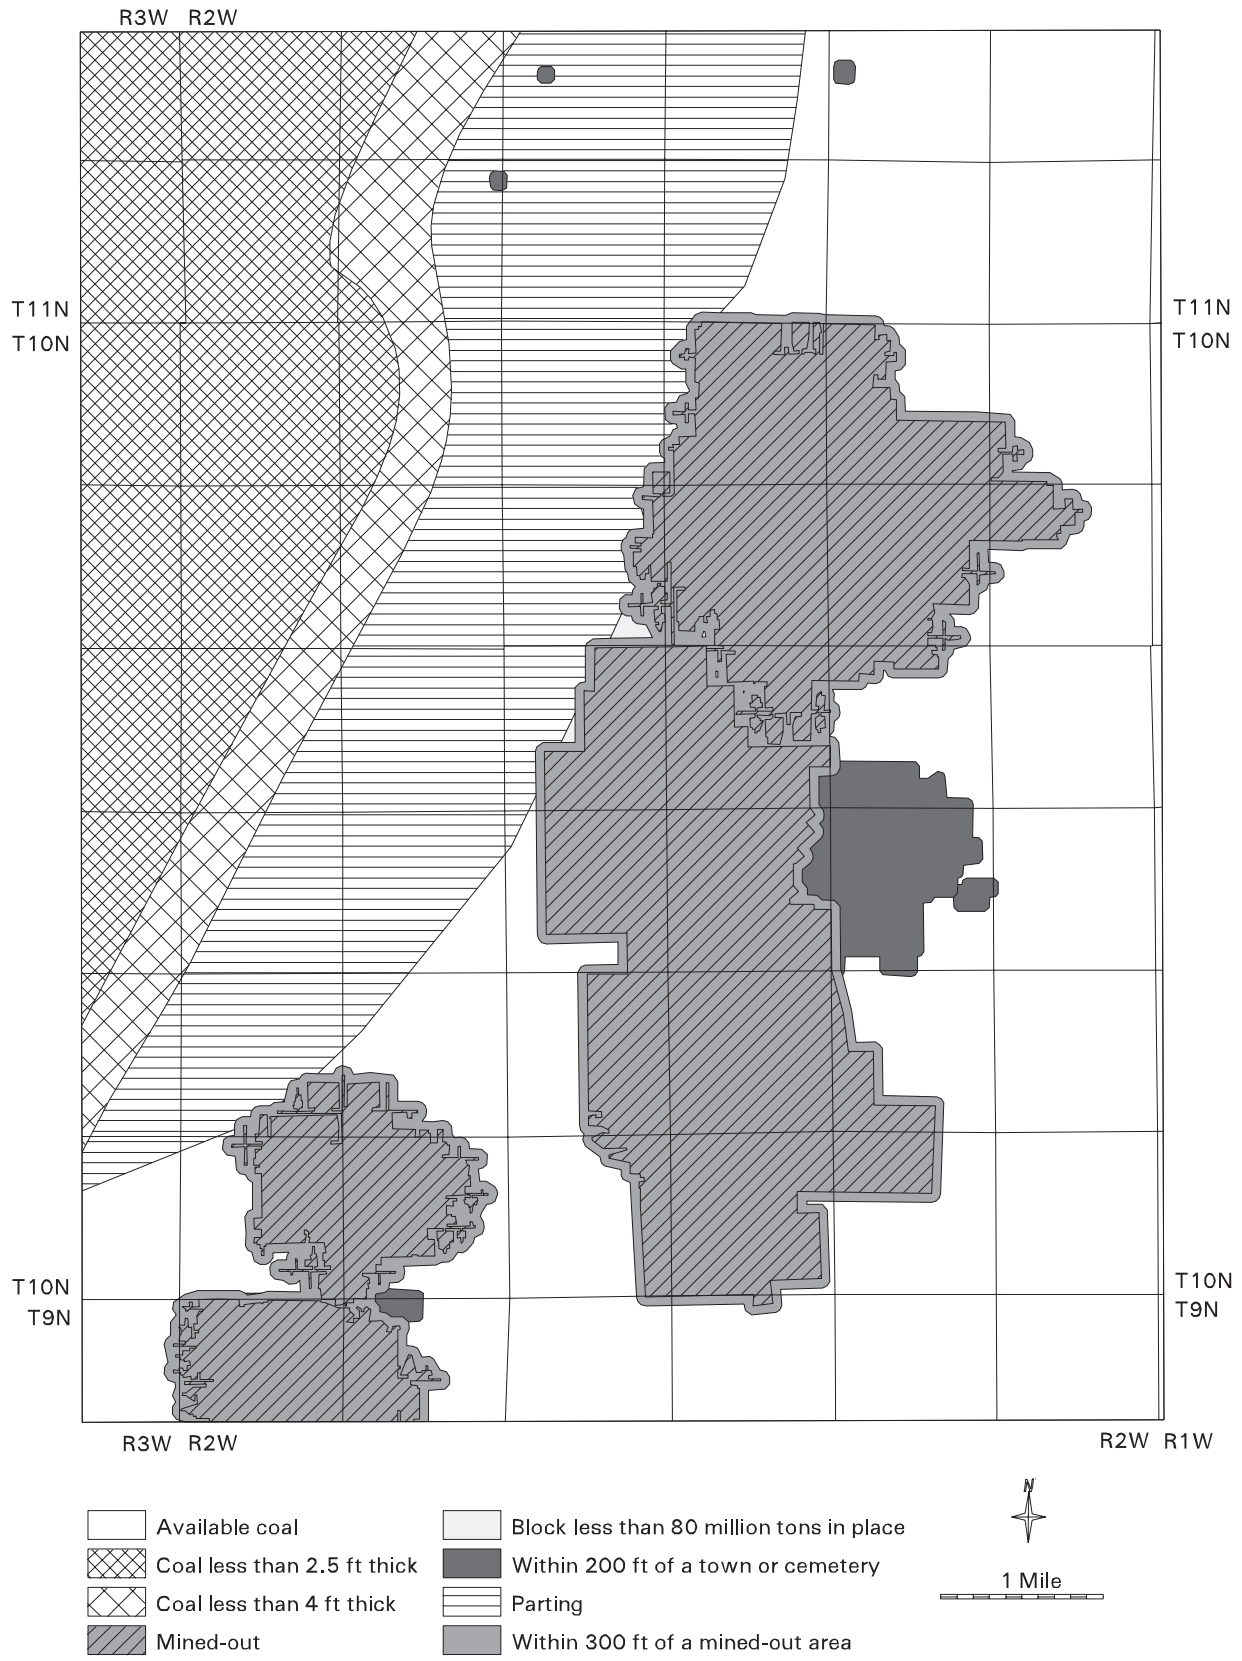 R3W R2W
T11N
T10N
T11N
T10N
T10N
T9N
T10N
T9N
R3W R2W
R2W R1W
Available coal
Coal less than 2.5 ft thick
Coal less than 4 ft thick
Mined-out
Block less than 80 million tons in place
Within 200 ft of a town or cemetery
Parting
Within 300 ft of a mined-out area
N
1 Mile